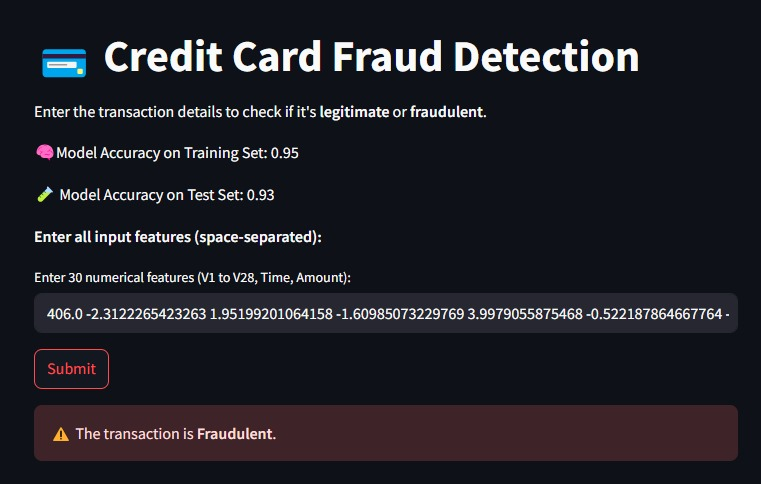 Credit Card Fraud Detection
Enter the transaction details to check if it's legitimate or fraudulent.
Model Accuracy on Training Set: 0.95
Model Accuracy on Test Set: 0.93
Enter all input features (space-separated):
Enter 30 numerical features (V1 to V28, Time, Amount):
406.0 -2.3122265423263 1.95199201064158 -1.60985073229769 3.9979055875468 -0.522187864667764 -
Submit
The transaction is Fraudulent.